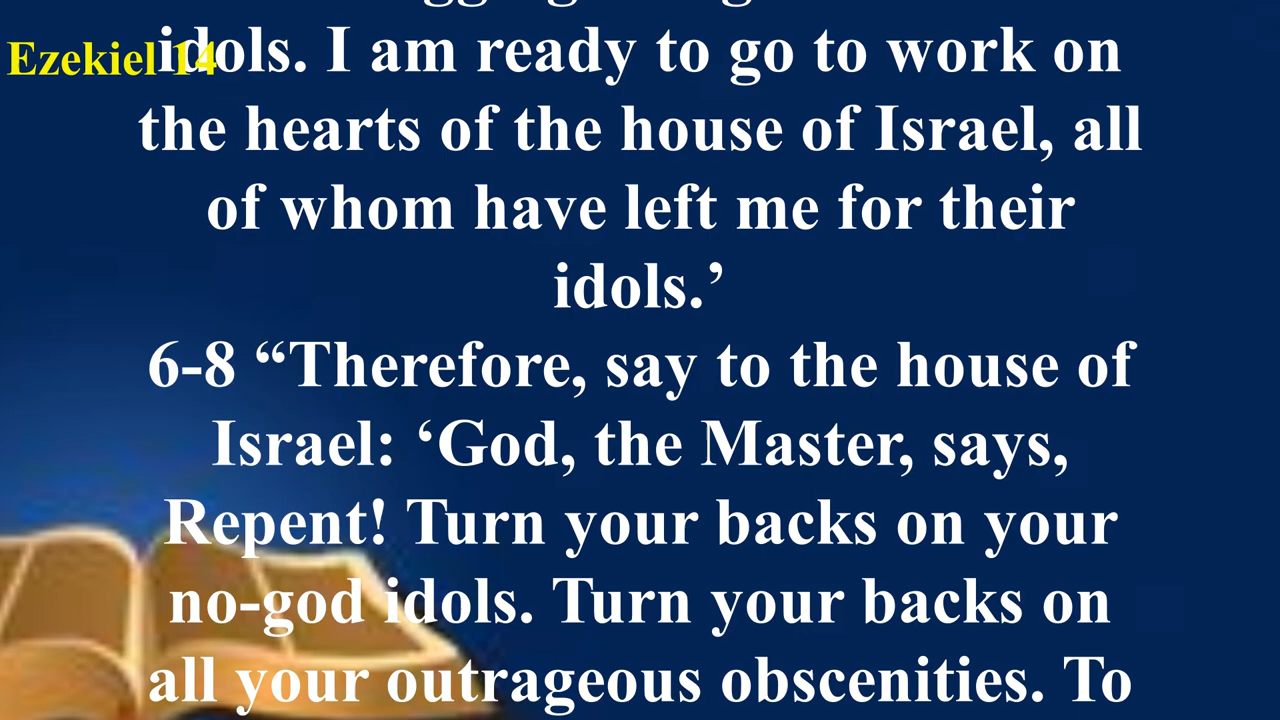 Ezekiel 14
idols. I am ready to go to work on
the hearts of the house of Israel, all
of whom have left me for their
idols.’
6-8 “Therefore, say to the house of
Israel: ‘God, the Master, says,
Repent! Turn your backs on your
no-god idols. Turn your backs on
all your outrageous obscenities. To